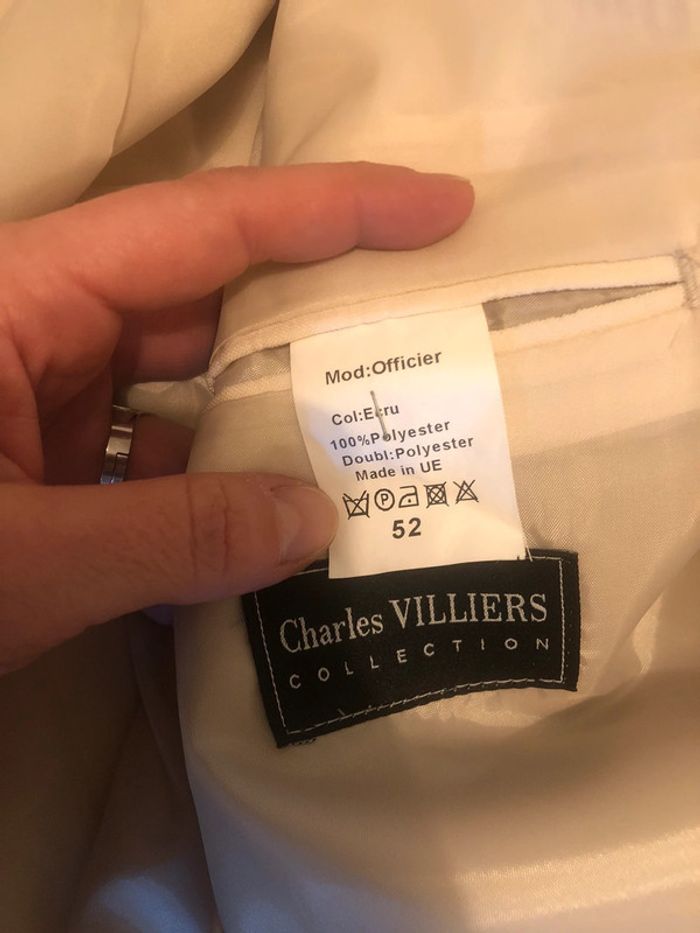 Mod:Officier
Col:Ecru
100%Polyester
Doubl:Polyester
Made in UE
P
52
Charles VILLIERS
COLLECTION